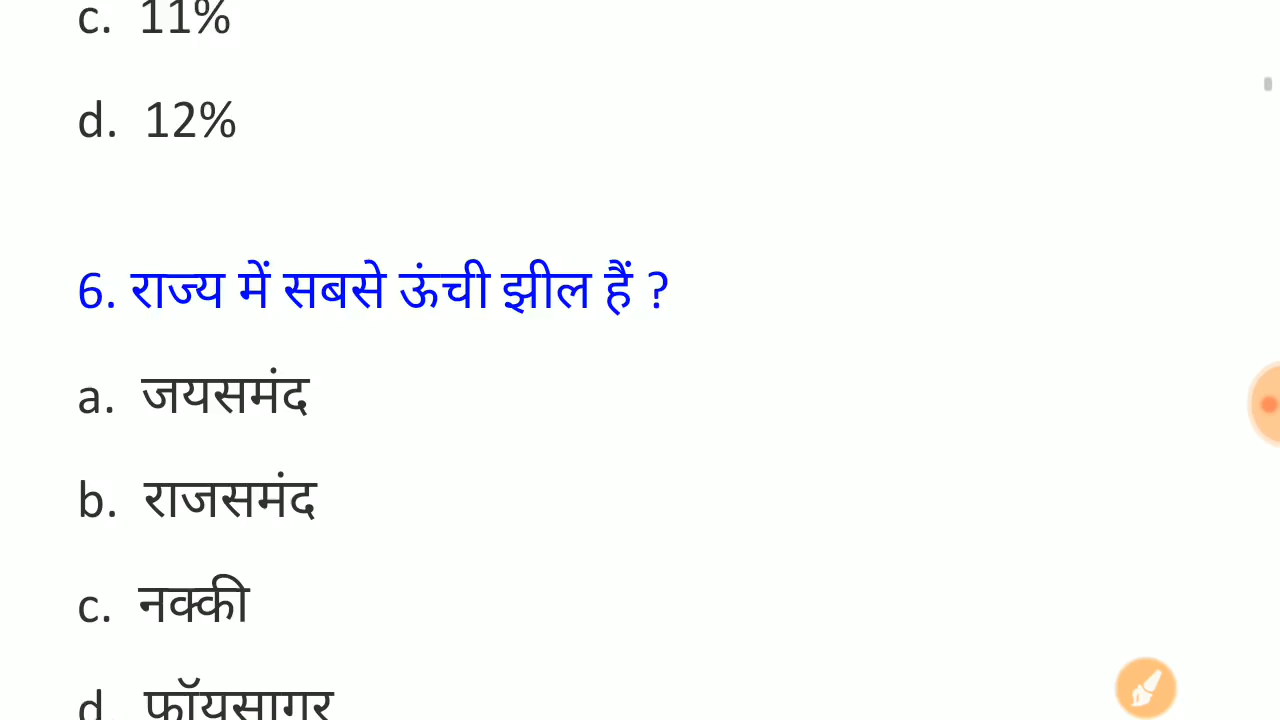 c. 11%
d. 12%
6. राज्य में सबसे ऊंची झील हैं ?
a. जयसमंद
b. राजसमंद
c. नक्की
d. फॉयसागर